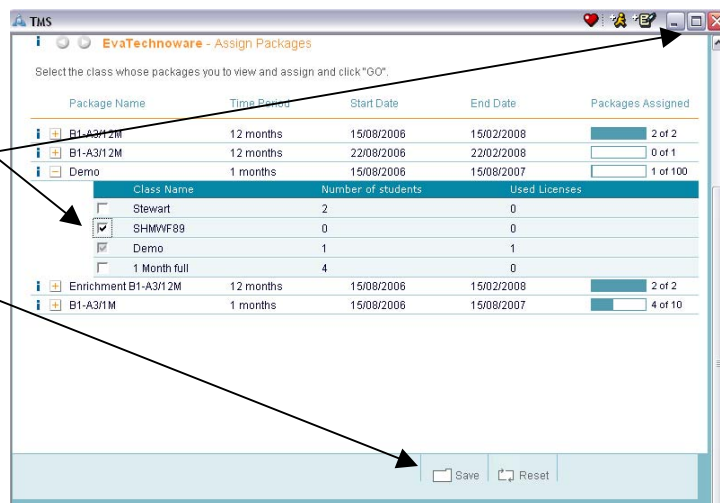 TMS
i EvaTechnoware - Assign Packages
Select the class whose packages you to view and assign and click "GO".
Package Name Time Period Start Date End Date Packages Assigned
i + B1-A3/12M 12 months 15/08/2006 15/02/2008 2 of 2
i + B1-A3/12M 12 months 22/08/2006 22/02/2008 0 of 1
i - Demo 1 months 15/08/2006 15/08/2007 1 of 100
Class Name Number of students Used Licenses
Stewart 2 0
SHMWF89 0 0
Demo 1 1
1 Month full 4 0
i + Enrichment B1-A3/12M 12 months 15/08/2006 15/02/2008 2 of 2
i + B1-A3/1M 1 months 15/08/2006 15/08/2007 4 of 10
Save Reset